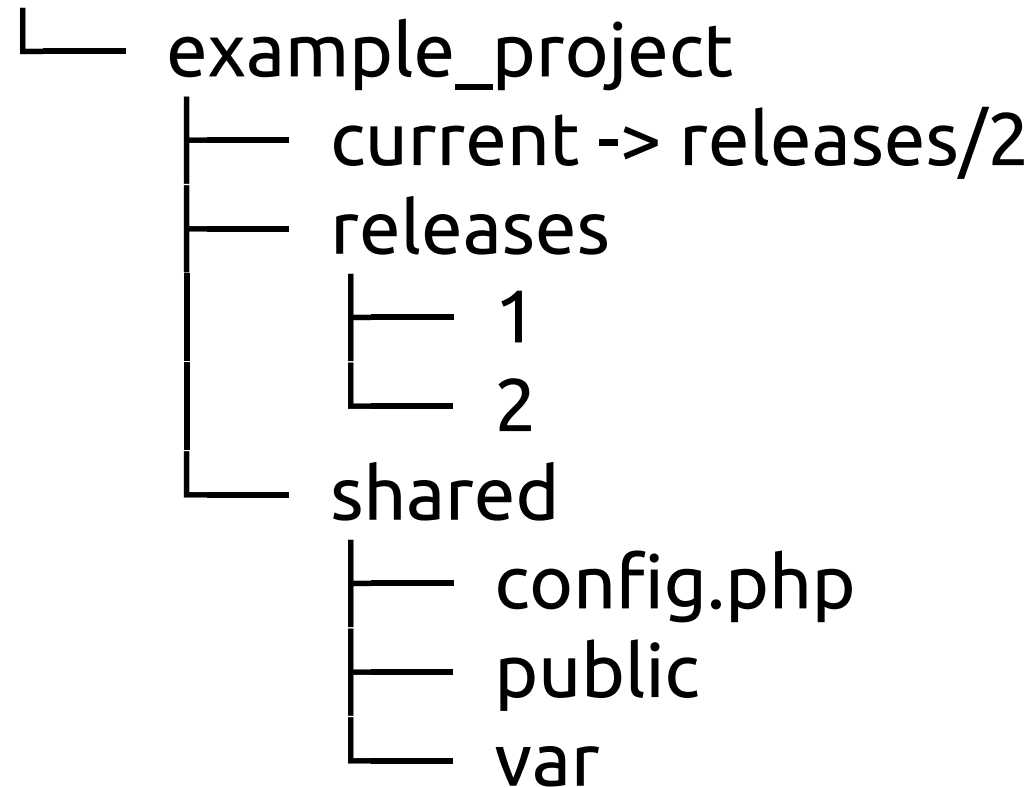 example_project
current -> releases/2
releases
1
2
shared
config.php
public
var